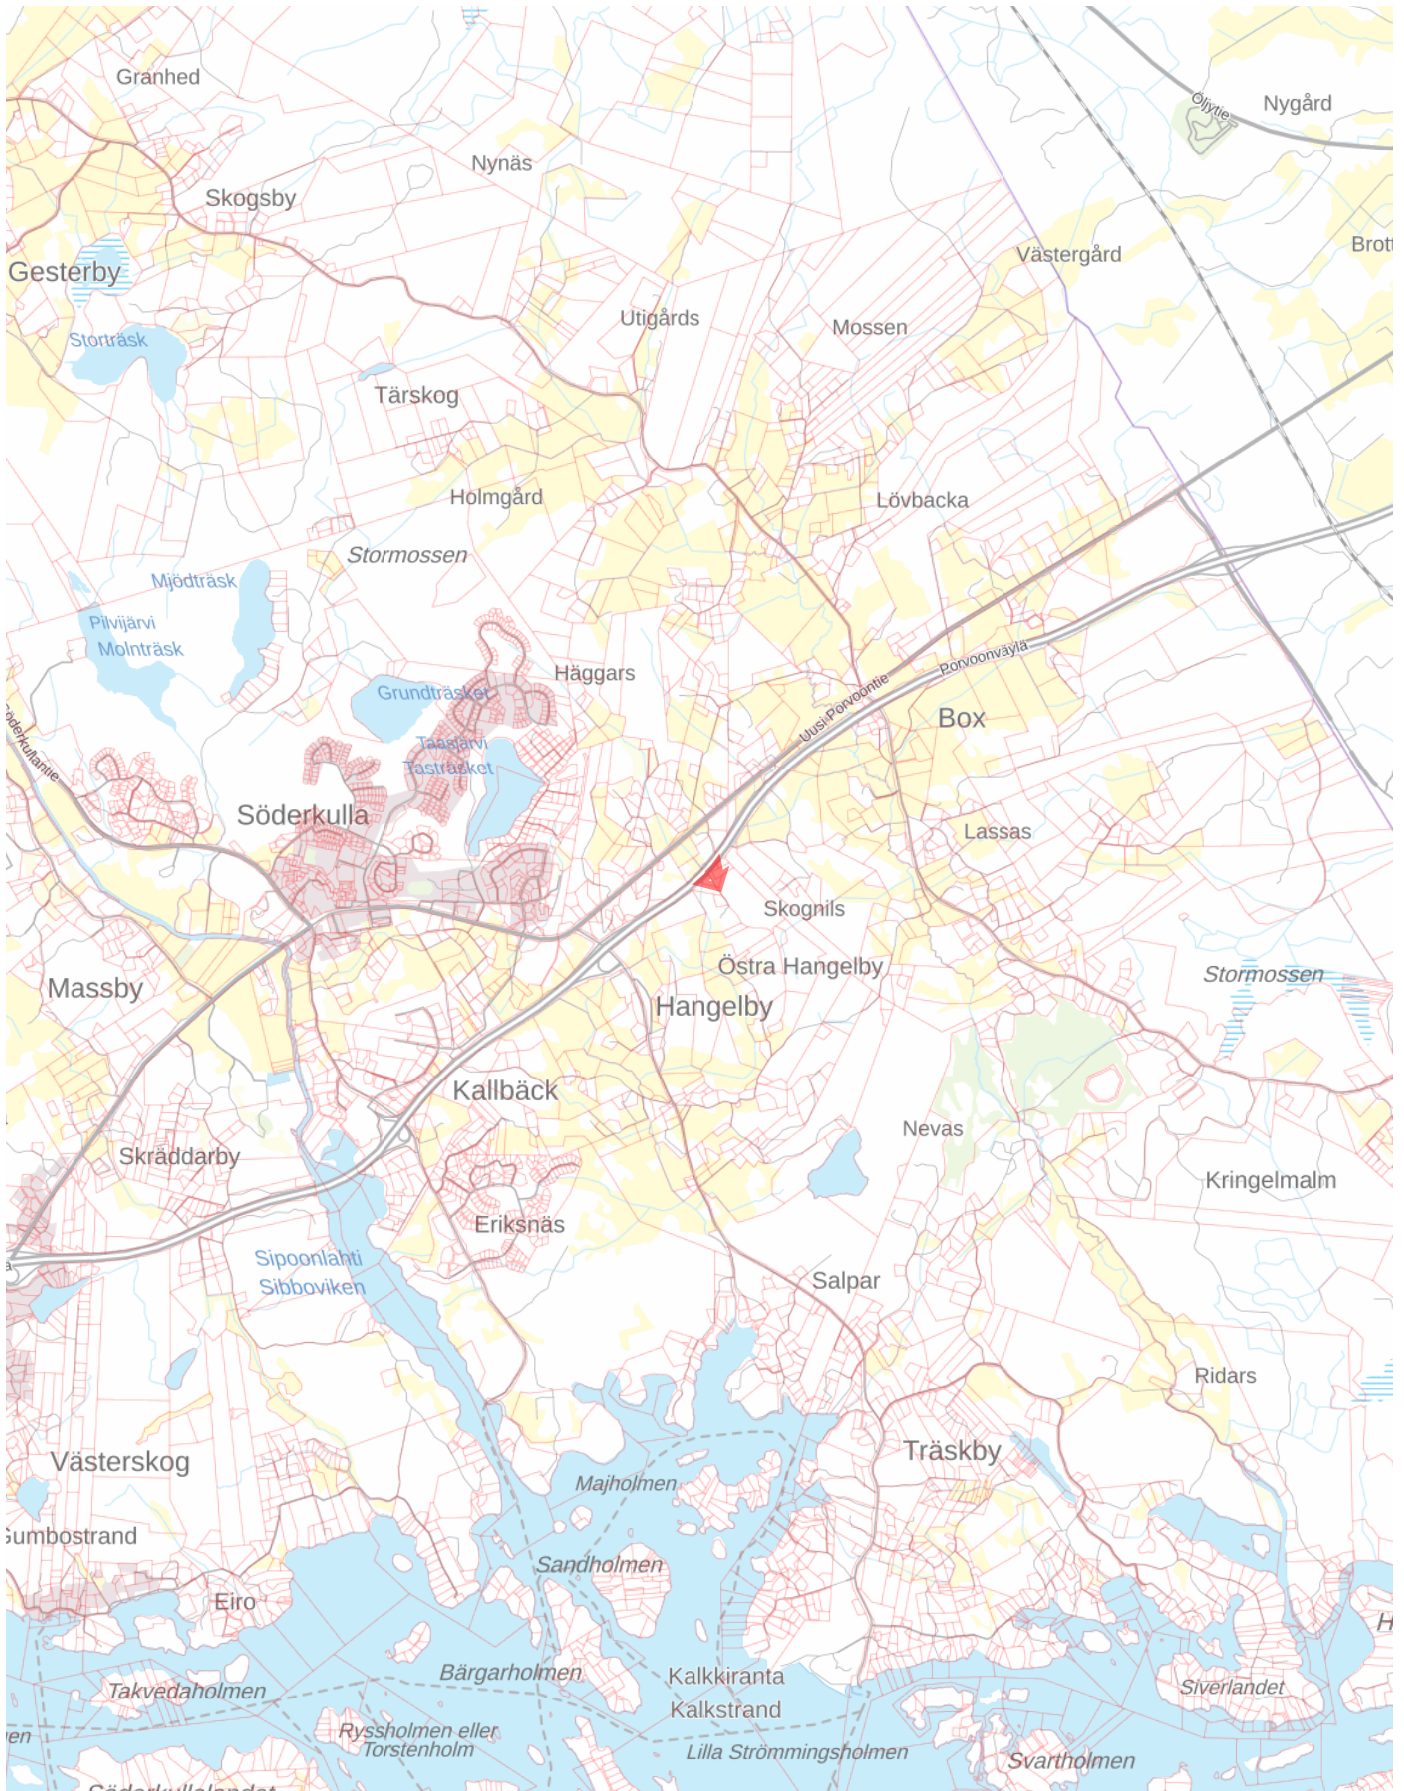 Granhed
Öljytie
Nygård
Nynäs
Skogsby
Brott
Västergård
Gesterby
Utigårds
Mossen
Storträsk
Tärskog
Holmgård
Lövbacka
Stormossen
Mjödträsk
Pilvijärvi
Molnträsk
Häggars
Porvoonväylä
Grundträsket
Uusi Porvoontie
Box
Söderkullantie
Taasjärvi
Tasträsket
Söderkulla
Lassas
Skognils
Östra Hangelby
Stormossen
Massby
Hangelby
Kallbäck
Nevas
Skräddarby
Kringelmalm
Eriksnäs
Sipoonlahti
Sibboviken
a
Salpar
Ridars
Träskby
Västerskog
Majholmen
Gumbostrand
Sandholmen
Eiro
H
Bärgarholmen
Kalkkiranta
Kalkstrand
Takvedaholmen
Siverlandet
Ryssholmen eller
Torstenholm
en
Lilla Strömmingsholmen
Svartholmen
Söderkullalandet